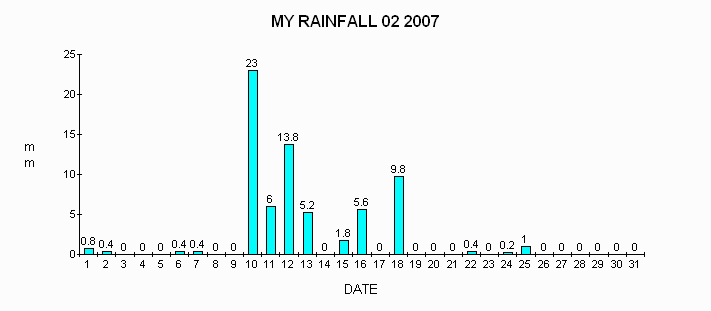 MY RAINFALL 02 2007
25
20
15
10
5
0
m
m
0.8 0.4 0 0 0 0.4 0.4 0 0 23 6 13.8 5.2 0 1.8 5.6 0 9.8 0 0 0 0.4 0 0.2 1 0 0 0 0 0 0
1 2 3 4 5 6 7 8 9 10 11 12 13 14 15 16 17 18 19 20 21 22 23 24 25 26 27 28 29 30 31
DATE